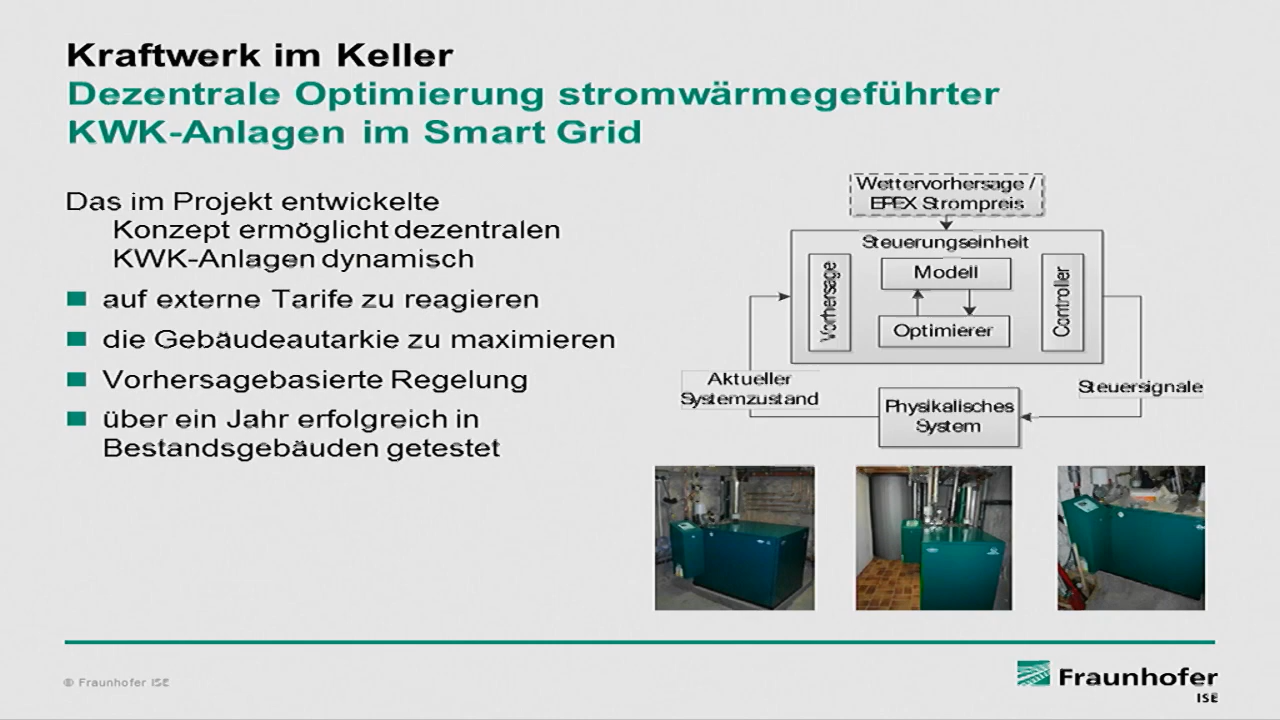 Kraftwerk im Keller
Dezentrale Optimierung stromwärmegeführter
KWK-Anlagen im Smart Grid
Das im Projekt entwickelte
Konzept ermöglicht dezentralen
KWK-Anlagen dynamisch
auf externe Tarife zu reagieren
die Gebäudeautarkie zu maximieren
Vorhersagebasierte Regelung
über ein Jahr erfolgreich in
Bestandsgebäuden getestet
Wettervorhersage /
EPEX Strompreis
Steuerungseinheit
Vorhersage
Modell
Optimierer
Controller
Aktueller
Systemzustand
Physikalisches
System
Steuersignale
© Fraunhofer ISE
Fraunhofer
ISE